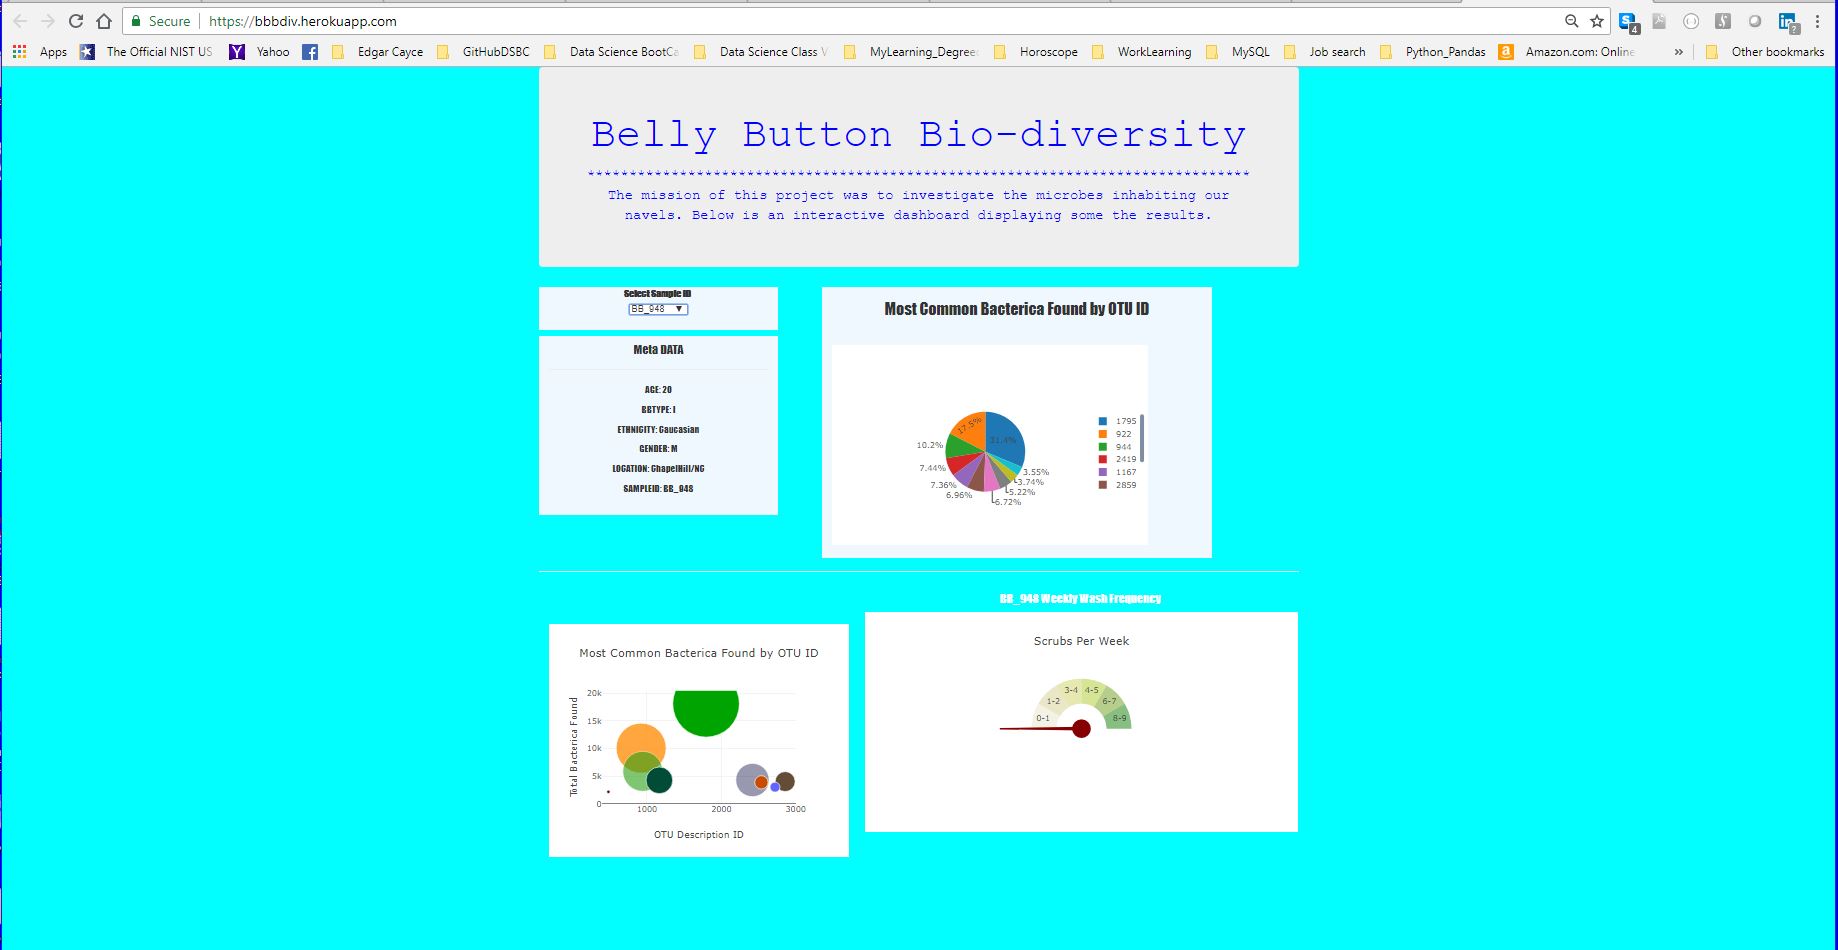 Secure https://bbbdiv.herokuapp.com
4 ?
Apps The Official NIST US Yahoo Edgar Cayce GitHubDSBC Data Science BootCa Data Science Class V MyLearning_Degree Horoscope WorkLearning MySQL Job search Python_Pandas Amazon.com: Online » Other bookmarks
Belly Button Bio-diversity
The mission of this project was to investigate the microbes inhabiting our
navels. Below is an interactive dashboard displaying some the results.
Select Sample ID
BB_948
Meta DATA
AGE: 20
BBTYPE: I
ETHNICITY: Caucasian
GENDER: M
LOCATION: ChapelHill/NC
SAMPLEID: BB_948
Most Common Bacterica Found by OTU ID
31.4%
17.5%
10.2%
7.44%
7.36%
6.96%
6.72%
5.22%
3.74%
3.55%
1795
922
944
2419
1167
2859
Most Common Bacterica Found by OTU ID
Total Bacterica Found
20k
15k
10k
5k
0
1000 2000 3000
OTU Description ID
BB_948 Weekly Wash Frequency
Scrubs Per Week
0-1
1-2
3-4
4-5
6-7
8-9